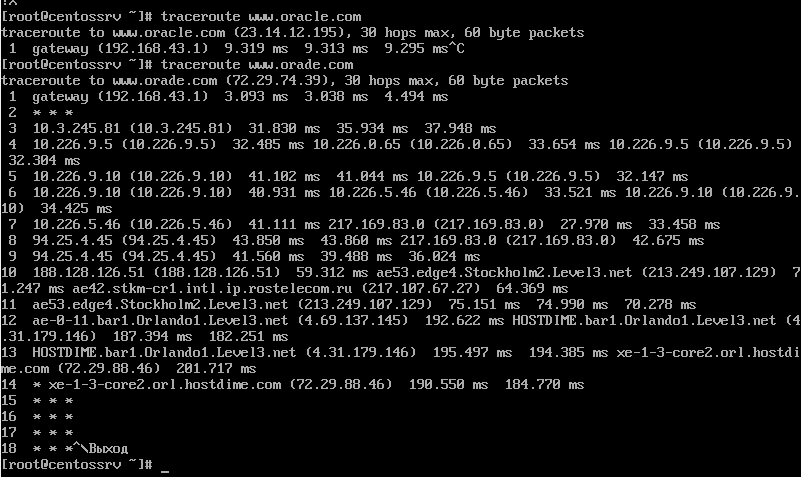 [root@centossrv ~]# traceroute www.oracle.com
traceroute to www.oracle.com (23.14.12.195), 30 hops max, 60 byte packets
 1  gateway (192.168.43.1)  9.319 ms  9.313 ms  9.295 ms^C
[root@centossrv ~]# traceroute www.orade.com
traceroute to www.orade.com (72.29.74.39), 30 hops max, 60 byte packets
 1  gateway (192.168.43.1)  3.093 ms  3.038 ms  4.494 ms
 2  * * *
 3  10.3.245.81 (10.3.245.81)  31.830 ms  35.934 ms  37.948 ms
 4  10.226.9.5 (10.226.9.5)  32.485 ms 10.226.0.65 (10.226.0.65)  33.654 ms 10.226.9.5 (10.226.9.5)
32.304 ms
 5  10.226.9.10 (10.226.9.10)  41.102 ms  41.044 ms 10.226.9.5 (10.226.9.5)  32.147 ms
 6  10.226.9.10 (10.226.9.10)  40.931 ms 10.226.5.46 (10.226.5.46)  33.521 ms 10.226.9.10 (10.226.9.
10)  34.425 ms
 7  10.226.5.46 (10.226.5.46)  41.111 ms 217.169.83.0 (217.169.83.0)  27.970 ms  33.458 ms
 8  94.25.4.45 (94.25.4.45)  43.850 ms  43.860 ms 217.169.83.0 (217.169.83.0)  42.675 ms
 9  94.25.4.45 (94.25.4.45)  41.560 ms  39.488 ms  36.024 ms
10  188.128.126.51 (188.128.126.51)  59.312 ms ae53.edge4.Stockholm2.Level3.net (213.249.107.129)  7
1.247 ms ae42.stkm-cr1.intl.ip.rostelecom.ru (217.107.67.27)  64.369 ms
11  ae53.edge4.Stockholm2.Level3.net (213.249.107.129)  75.151 ms  74.990 ms  70.278 ms
12  ae-0-11.bar1.Orlando1.Level3.net (4.69.137.145)  192.622 ms HOSTDIME.bar1.Orlando1.Level3.net (4
.31.179.146)  187.394 ms  182.251 ms
13  HOSTDIME.bar1.Orlando1.Level3.net (4.31.179.146)  195.497 ms  194.385 ms xe-1-3-core2.orl.hostdi
me.com (72.29.88.46)  201.717 ms
14  * xe-1-3-core2.orl.hostdime.com (72.29.88.46)  190.550 ms  184.770 ms
15  * * *
16  * * *
17  * * *
18  * * *^\Выход
[root@centossrv ~]# _